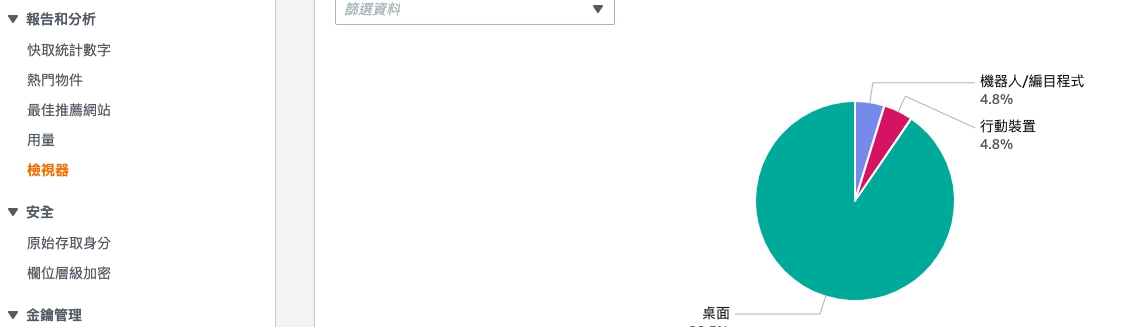 報告和分析
快取統計數字
熱門物件
最佳推薦網站
用量
檢視器
安全
原始存取身分
欄位層級加密
金鑰管理
篩選資料
機器人/編目程式
4.8%
行動裝置
4.8%
桌面